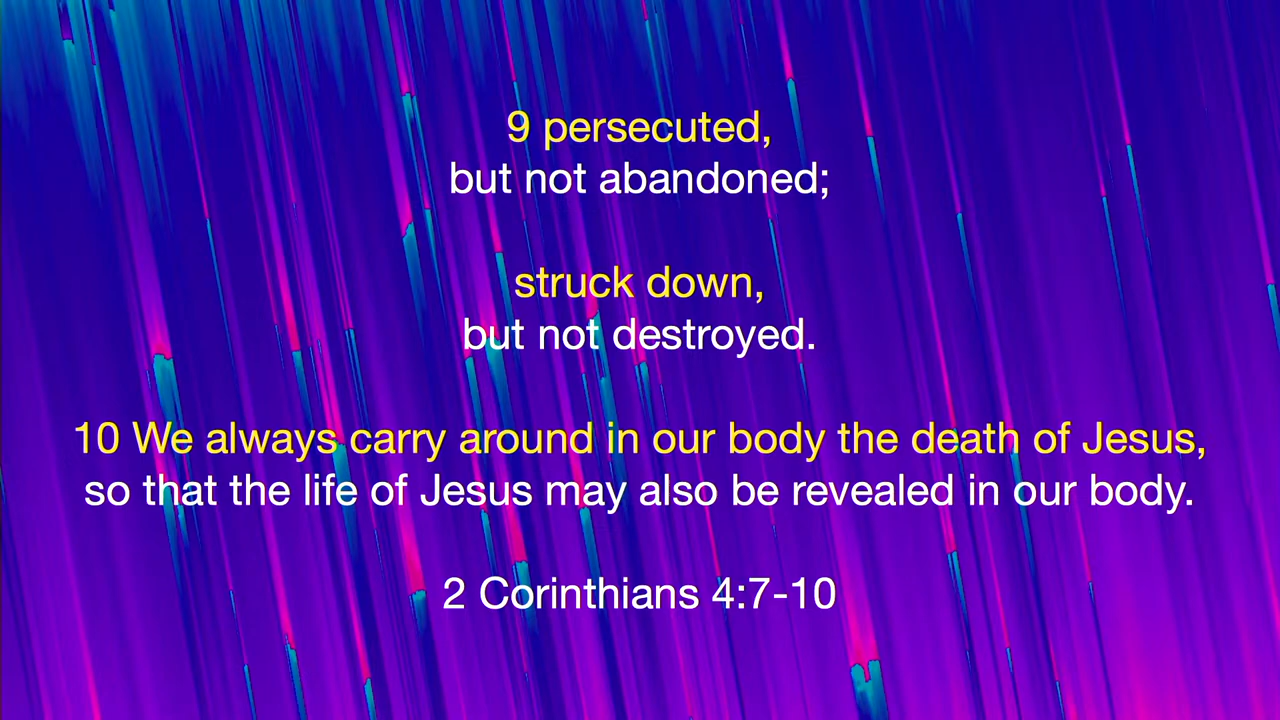 9 persecuted,
but not abandoned;
struck down,
but not destroyed.
10 We always carry around in our body the death of Jesus,
so that the life of Jesus may also be revealed in our body.
2 Corinthians 4:7-10